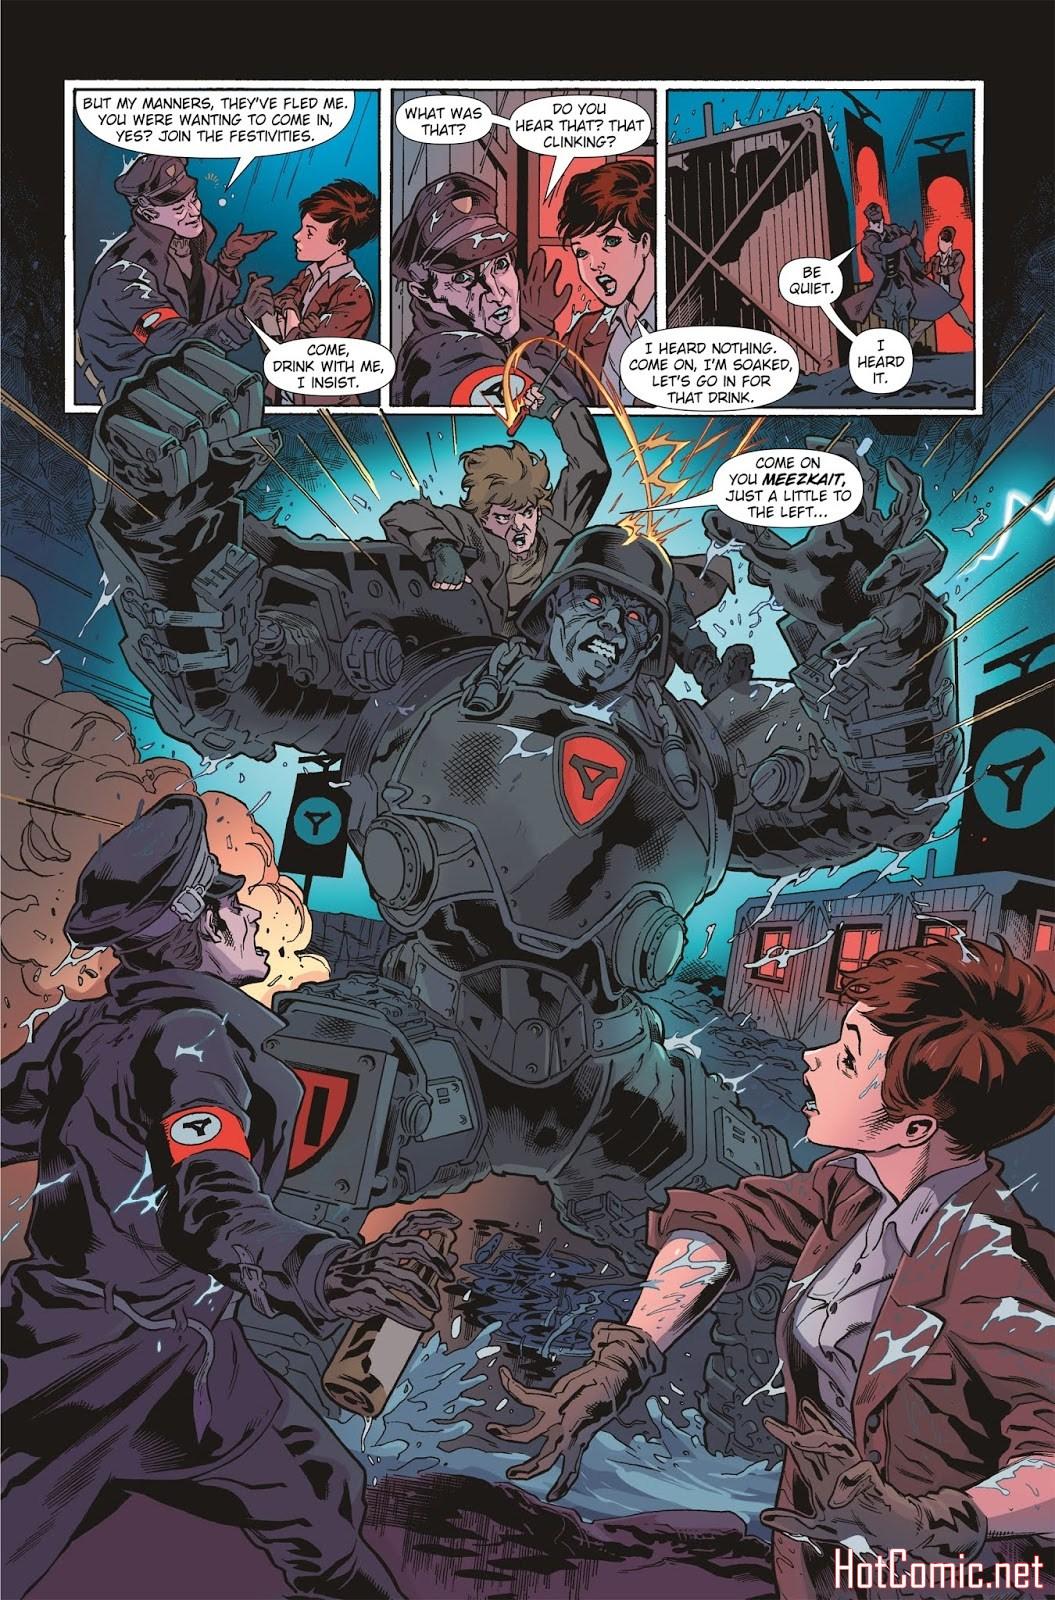 BUT MY MANNERS, THEY'VE FLED ME.
YOU WERE WANTING TO COME IN,
YES? JOIN THE FESTIVITIES.
COME,
DRINK WITH ME,
I INSIST.
WHAT WAS
THAT?
DO YOU
HEAR THAT? THAT
CLINKING?
I HEARD NOTHING.
COME ON, I'M SOAKED,
LET'S GO IN FOR
THAT DRINK.
BE
QUIET.
I
HEARD
IT.
COME ON
YOU MEEZKAIT,
JUST A LITTLE TO
THE LEFT...
HotComic.net